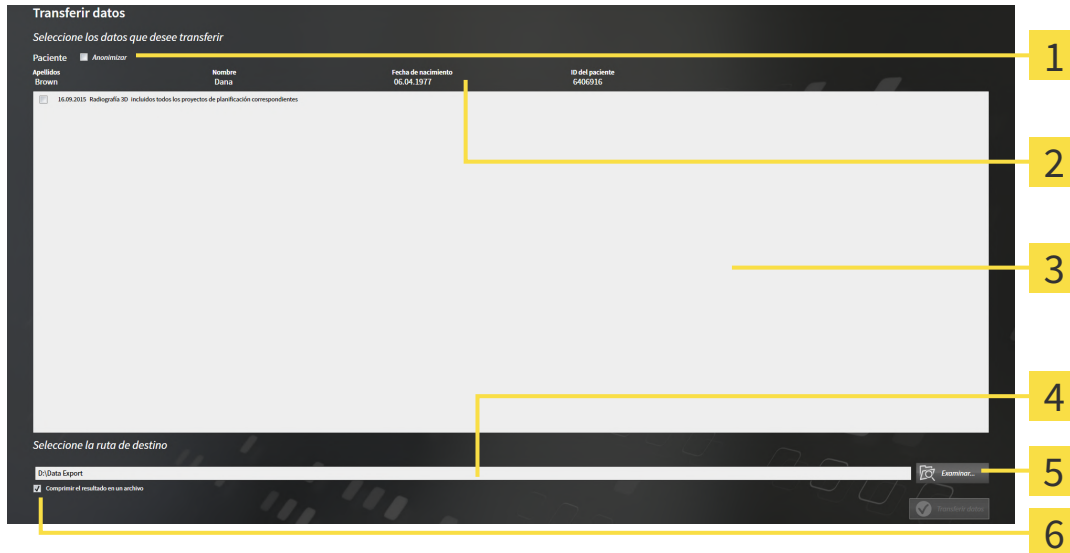 Transferir datos
Seleccione los datos que desee transferir
Paciente Anonimizar
Apellidos Nombre Fecha de nacimiento ID del paciente
Brown Dana 06.04.1977 6406916
16.09.2015 Radiografía 3D incluidos todos los proyectos de planificación correspondientes
Seleccione la ruta de destino
D:\Data Export
Examinar...
Comprimir el resultado en un archivo
Transferir datos
1
2
3
4
5
6